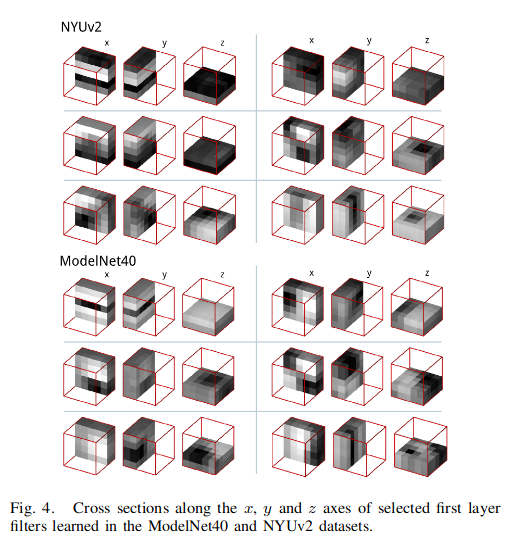 NYUv2
x y z x y z
ModelNet40
x y z x y z
Fig. 4. Cross sections along the x, y and z axes of selected first layer
filters learned in the ModelNet40 and NYUv2 datasets.